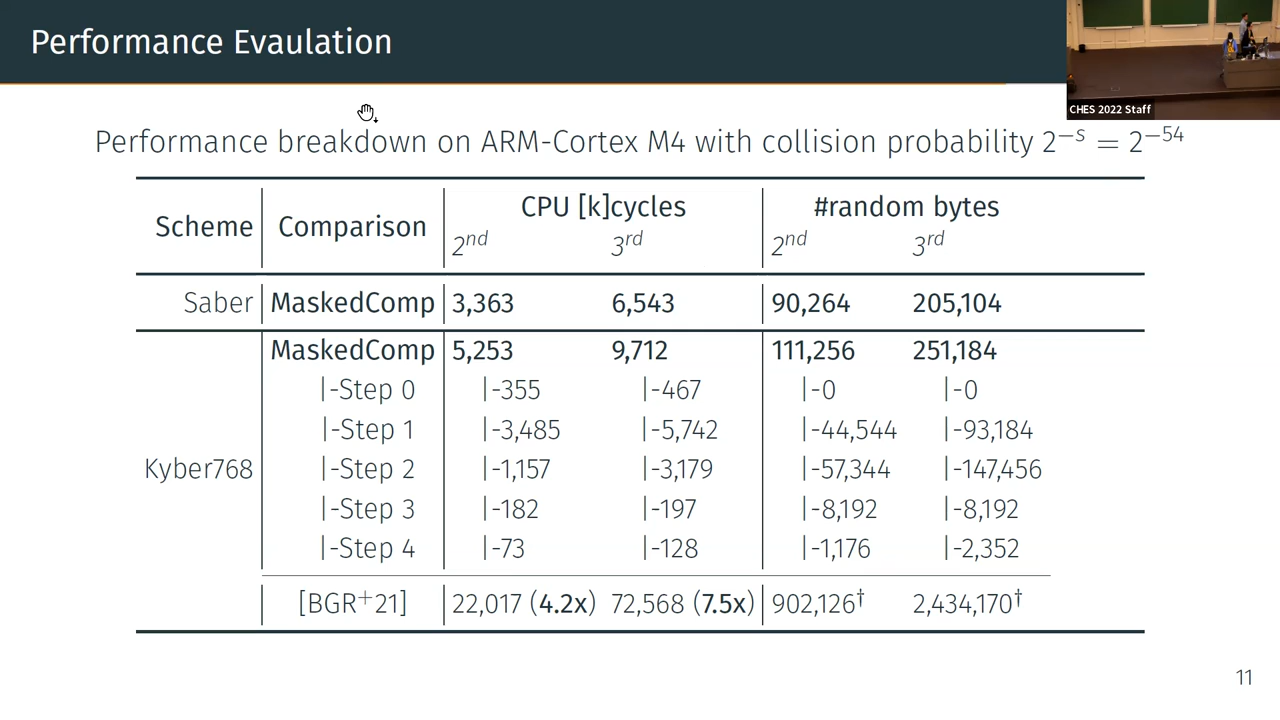 Performance Evaulation
CHES 2022 Staff
Performance breakdown on ARM-Cortex M4 with collision probability 2⁻ˢ = 2⁻⁵⁴
Scheme Comparison CPU [k]cycles #random bytes
2nd 3rd 2nd 3rd
Saber MaskedComp 3,363 6,543 90,264 205,104
MaskedComp 5,253 9,712 111,256 251,184
|-Step 0 |-355 |-467 |-0 |-0
|-Step 1 |-3,485 |-5,742 |-44,544 |-93,184
Kyber768 |-Step 2 |-1,157 |-3,179 |-57,344 |-147,456
|-Step 3 |-182 |-197 |-8,192 |-8,192
|-Step 4 |-73 |-128 |-1,176 |-2,352
[BGR⁺21] 22,017 (4.2x) 72,568 (7.5x) 902,126† 2,434,170†
11